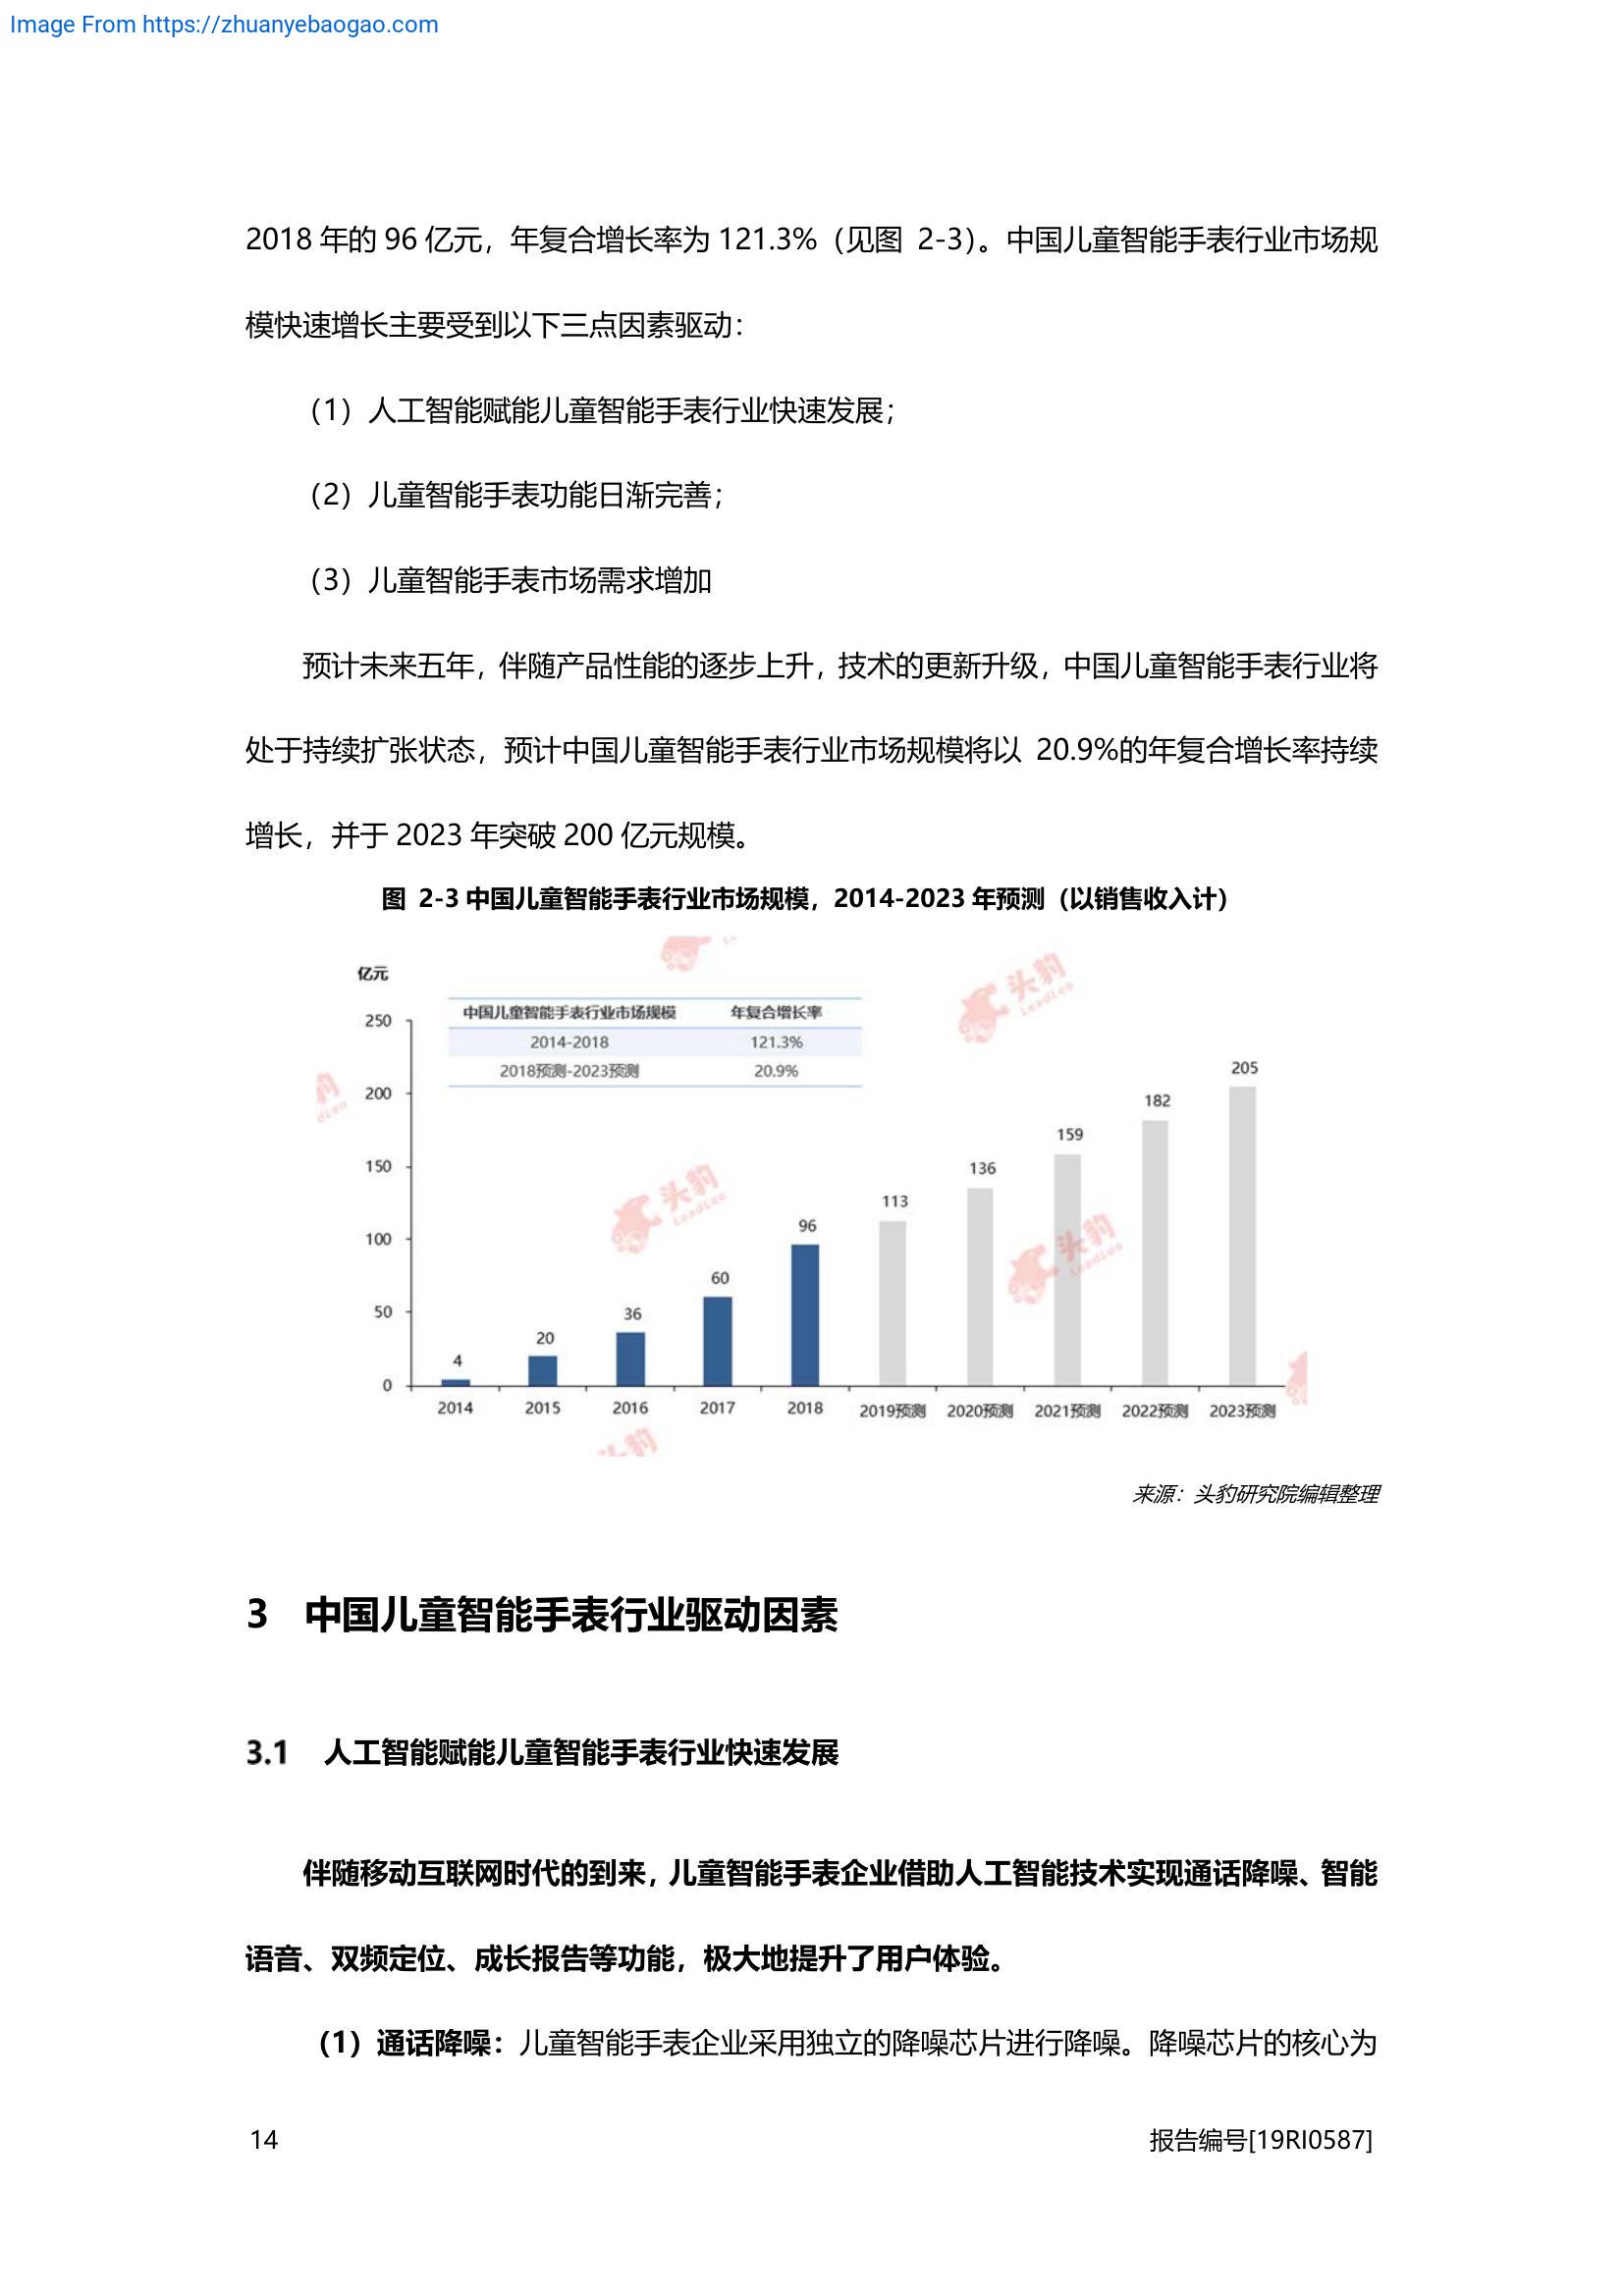 Image From https://zhuanyebaogao.com
2018 年的 96 亿元，年复合增长率为 121.3%（见图 2-3）。中国儿童智能手表行业市场规
模快速增长主要受到以下三点因素驱动：
（1）人工智能赋能儿童智能手表行业快速发展；
（2）儿童智能手表功能日渐完善；
（3）儿童智能手表市场需求增加
预计未来五年，伴随产品性能的逐步上升，技术的更新升级，中国儿童智能手表行业将
处于持续扩张状态，预计中国儿童智能手表行业市场规模将以 20.9%的年复合增长率持续
增长，并于 2023 年突破 200 亿元规模。
图 2-3 中国儿童智能手表行业市场规模，2014-2023 年预测（以销售收入计）
亿元
中国儿童智能手表行业市场规模 年复合增长率
2014-2018 121.3%
2018预测-2023预测 20.9%
250
200
150
100
50
0
4
20
36
60
96
113
136
159
182
205
2014 2015 2016 2017 2018 2019预测 2020预测 2021预测 2022预测 2023预测
头豹
LeadLeo
头豹
LeadLeo
头豹
LeadLeo
来源：头豹研究院编辑整理
3 中国儿童智能手表行业驱动因素
3.1 人工智能赋能儿童智能手表行业快速发展
伴随移动互联网时代的到来，儿童智能手表企业借助人工智能技术实现通话降噪、智能
语音、双频定位、成长报告等功能，极大地提升了用户体验。
（1）通话降噪：儿童智能手表企业采用独立的降噪芯片进行降噪。降噪芯片的核心为
14 报告编号[19RI0587]